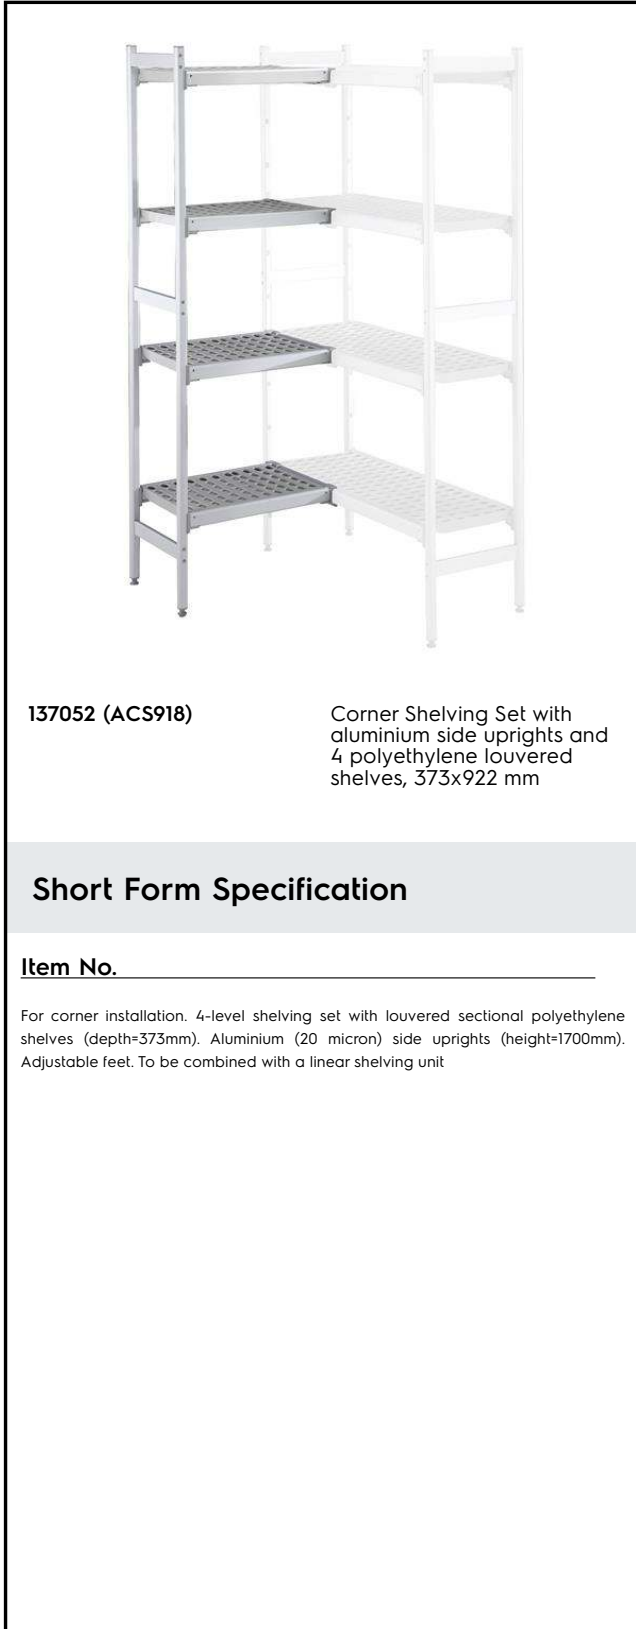 137052 (ACS918)
Corner Shelving Set with
aluminium side uprights and
4 polyethylene louvered
shelves, 373x922 mm
Short Form Specification
Item No.
For corner installation. 4-level shelving set with louvered sectional polyethylene
shelves (depth=373mm). Aluminium (20 micron) side uprights (height=1700mm).
Adjustable feet. To be combined with a linear shelving unit